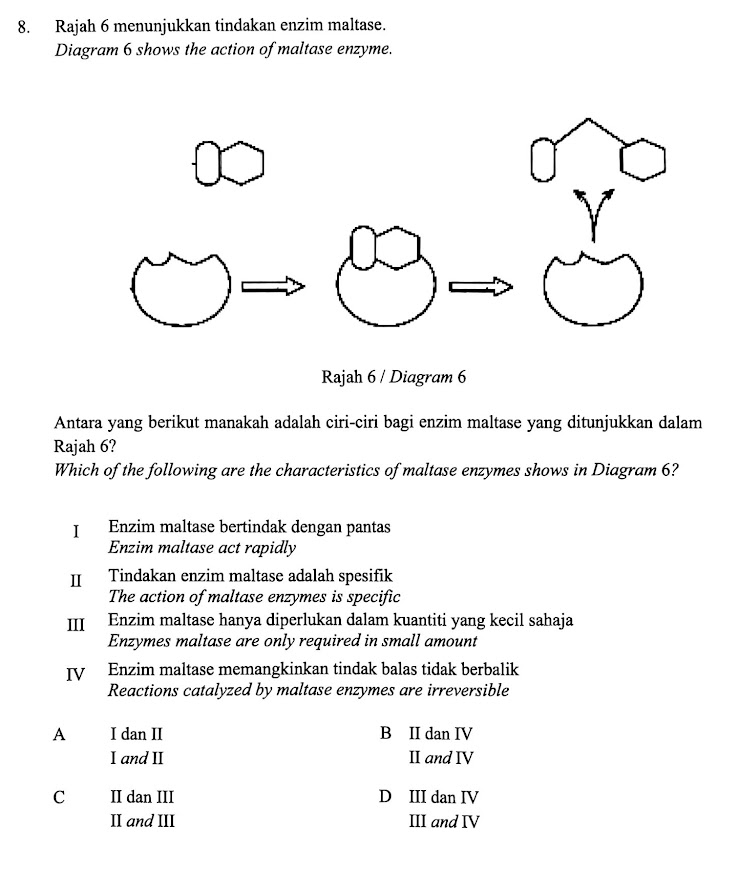 8. Rajah 6 menunjukkan tindakan enzim maltase.
Diagram 6 shows the action of maltase enzyme.
Rajah 6 / Diagram 6
Antara yang berikut manakah adalah ciri-ciri bagi enzim maltase yang ditunjukkan dalam
Rajah 6?
Which of the following are the characteristics of maltase enzymes shows in Diagram 6?
I Enzim maltase bertindak dengan pantas
Enzim maltase act rapidly
II Tindakan enzim maltase adalah spesifik
The action of maltase enzymes is specific
III Enzim maltase hanya diperlukan dalam kuantiti yang kecil sahaja
Enzymes maltase are only required in small amount
IV Enzim maltase memangkinkan tindak balas tidak berbalik
Reactions catalyzed by maltase enzymes are irreversible
A I dan II
I and II
B II dan IV
II and IV
C II dan III
II and III
D III dan IV
III and IV